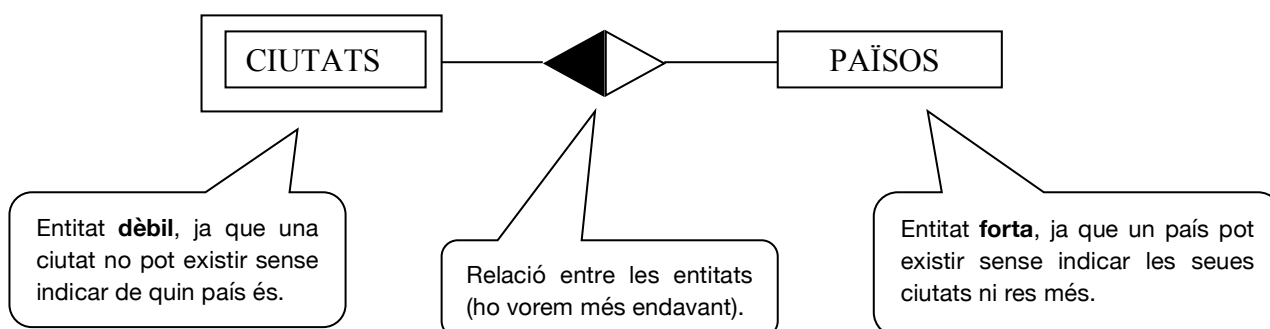 CIUTATS
PAÏSOS
Entitat dèbil, ja que una
ciutat no pot existir sense
indicar de quin país és.
Relació entre les entitats
(ho vorem més endavant).
Entitat forta, ja que un país pot
existir sense indicar les seues
ciutats ni res més.